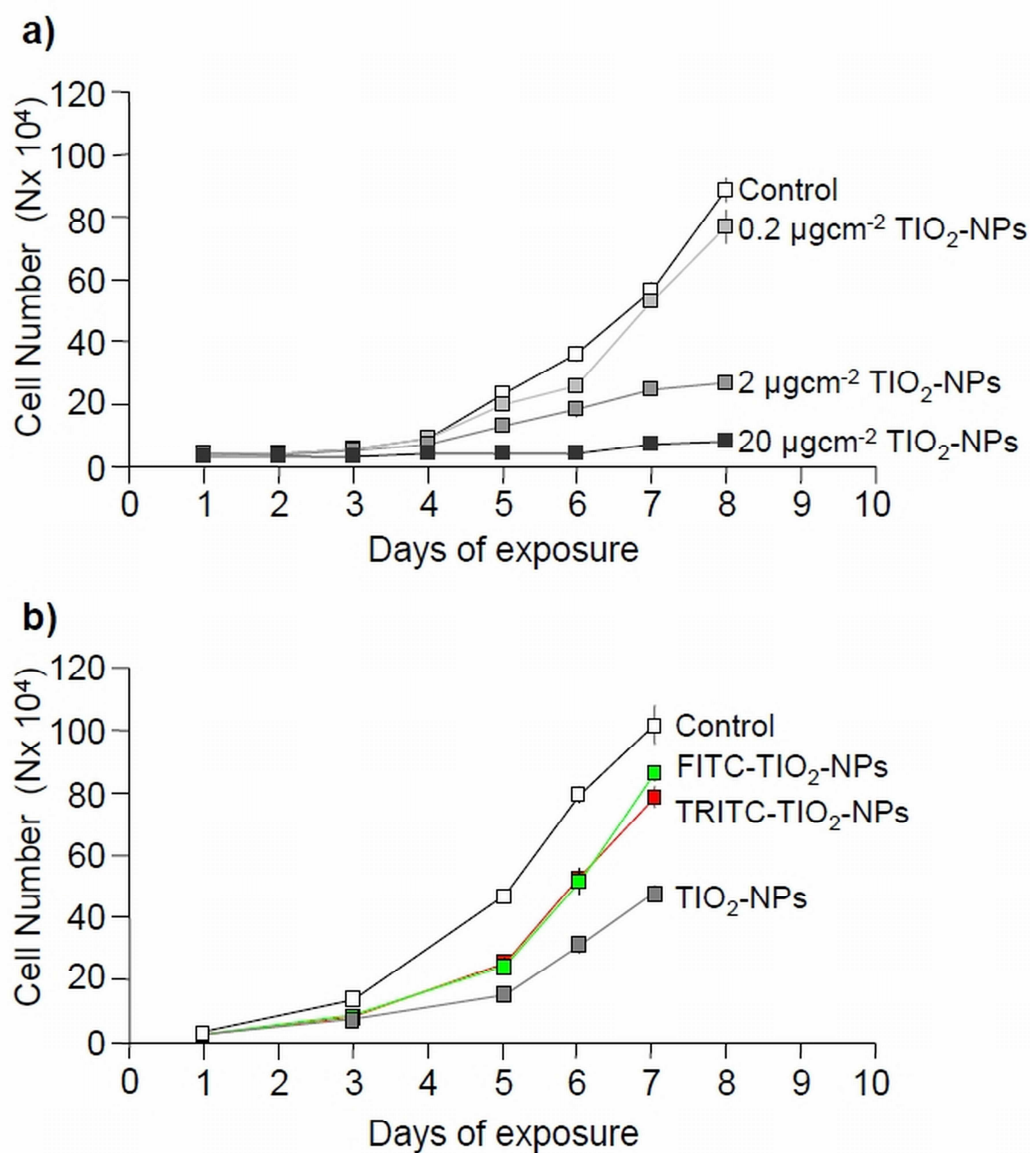 a)
Cell Number (Nx 10⁴)
120
100
80
60
40
20
0
Control
0.2 µgcm⁻² TIO₂-NPs
2 µgcm⁻² TIO₂-NPs
20 µgcm⁻² TIO₂-NPs
0 1 2 3 4 5 6 7 8 9 10
Days of exposure
b)
Cell Number (Nx 10⁴)
120
100
80
60
40
20
0
Control
FITC-TIO₂-NPs
TRITC-TIO₂-NPs
TIO₂-NPs
0 1 2 3 4 5 6 7 8 9 10
Days of exposure